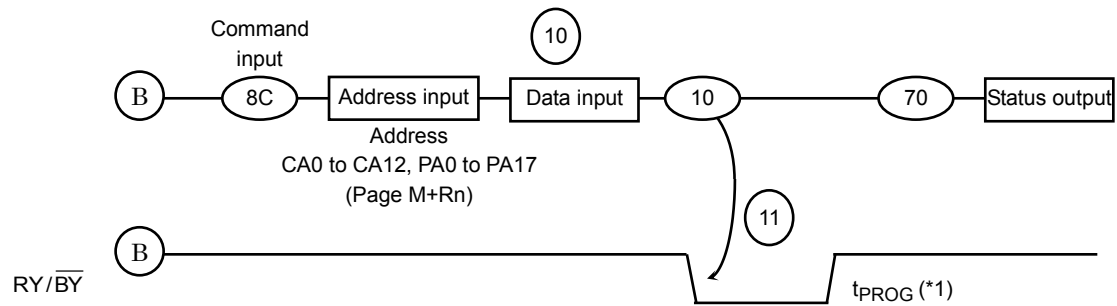 Command
input
10
B
8C
Address input
Data input
10
70
Status output
Address
CA0 to CA12, PA0 to PA17
(Page M+Rn)
11
B
RY/BY
tPROG (*1)